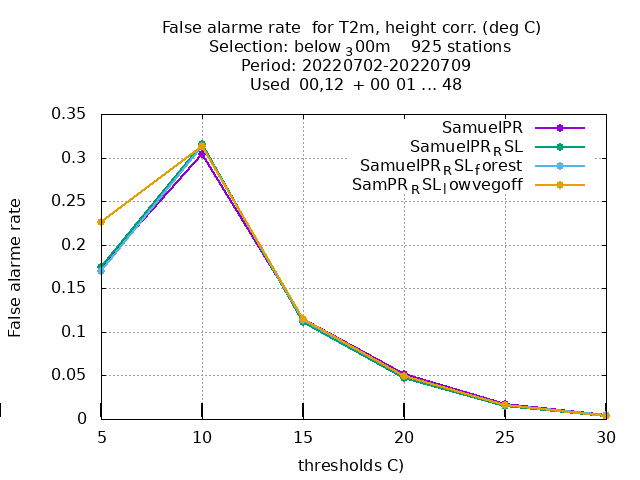 False alarme rate  for T2m, height corr. (deg C)
Selection: below ₃00m    925 stations
Period: 20220702-20220709
Used  00,12  + 00 01 ... 48
SamuelPR
SamuelPR_RSL
SamuelPR_RSL_forest
SamPR_RSL_lowvegoff
False alarme rate
0.35
0.3
0.25
0.2
0.15
0.1
0.05
0
5 10 15 20 25 30
thresholds C)